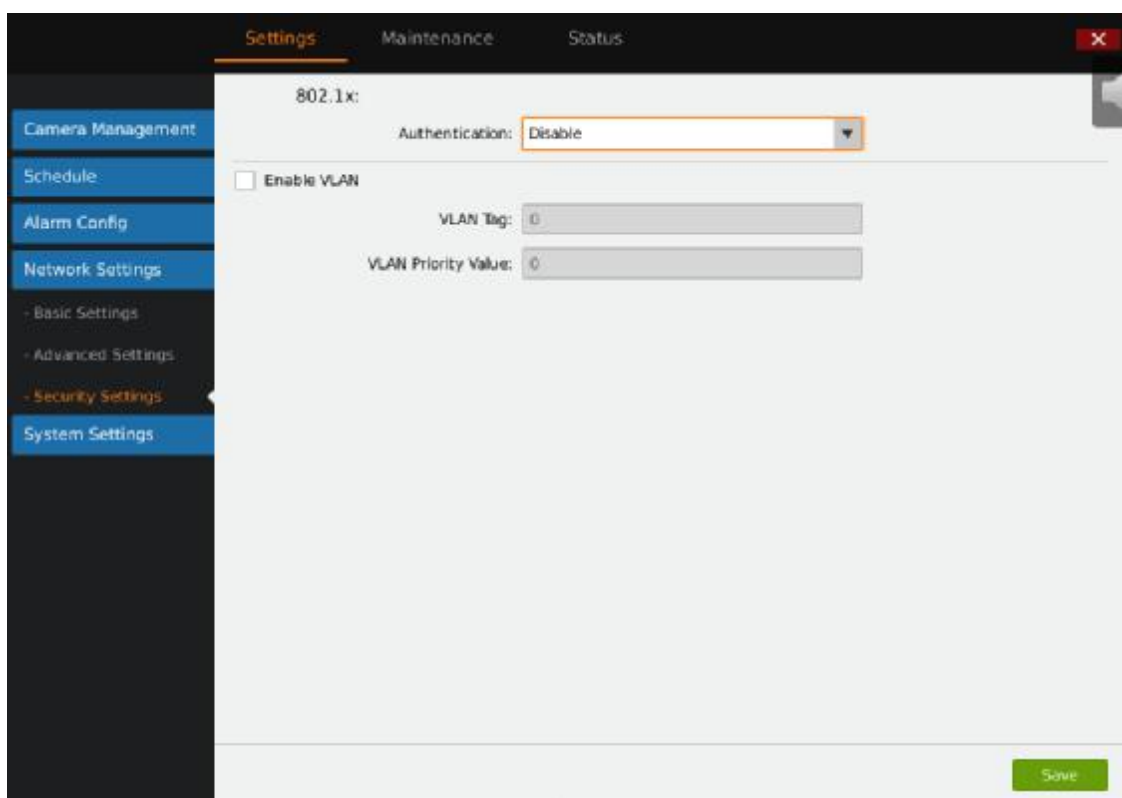 Settings Maintenance Status
802.1x:
Camera Management
Authentication: Disable
Schedule
Enable VLAN
Alarm Config
VLAN Tag: 0
Network Settings
VLAN Priority Value: 0
- Basic Settings
- Advanced Settings
- Security Settings
System Settings
Save